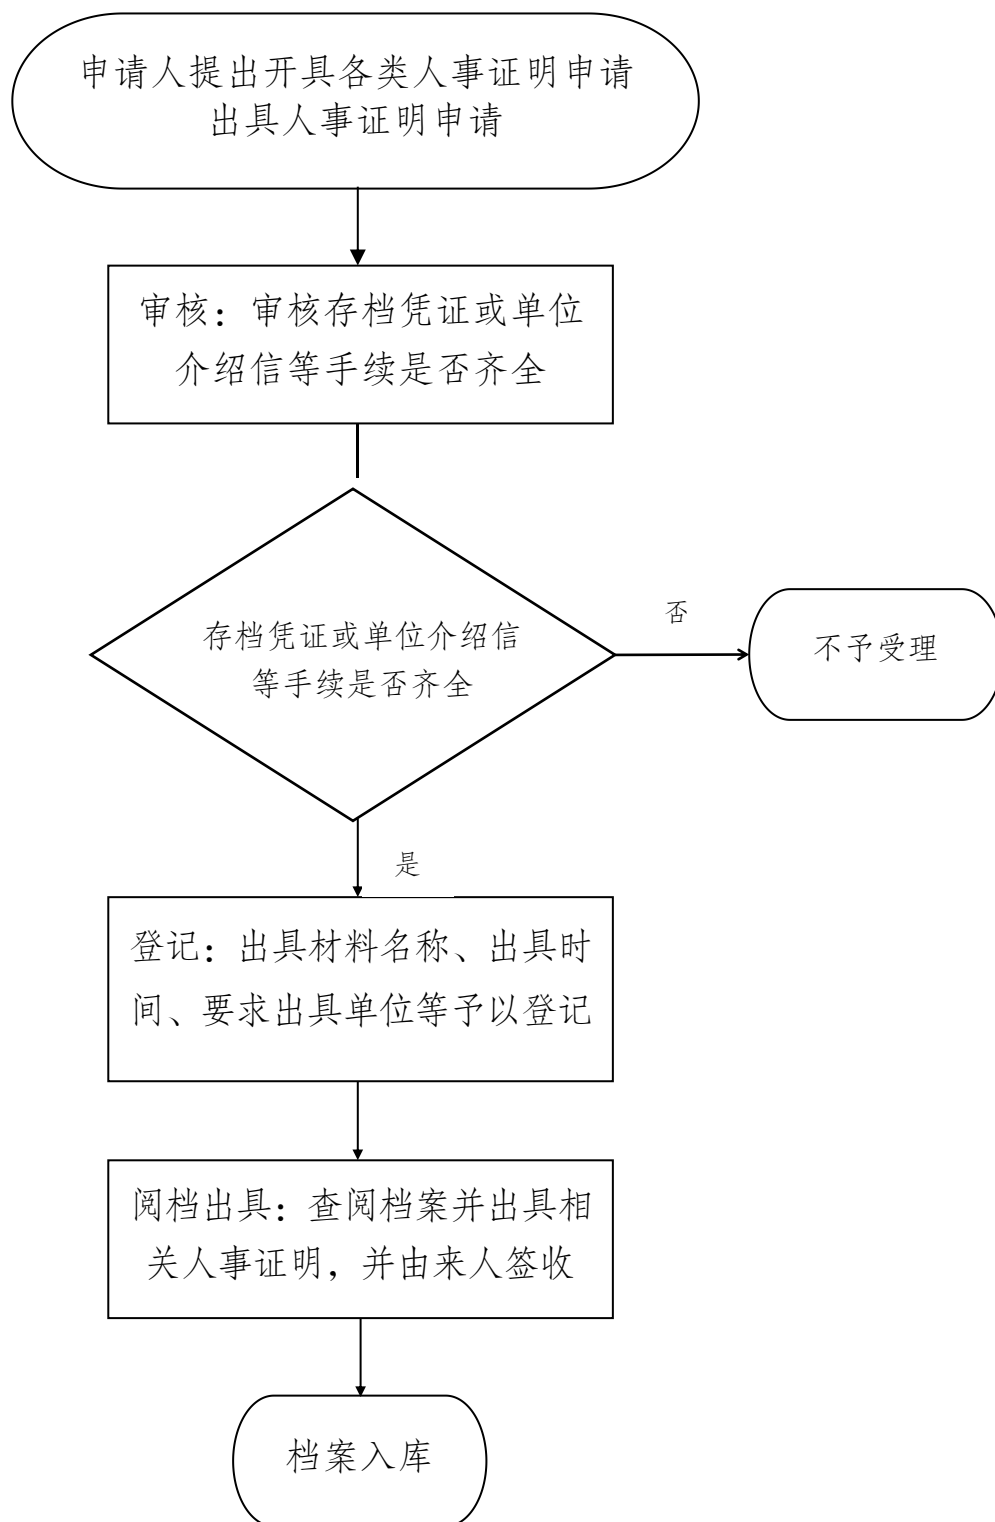 申请人提出开具各类人事证明申请
出具人事证明申请
审核：审核存档凭证或单位
介绍信等手续是否齐全
存档凭证或单位介绍信
等手续是否齐全
否
不予受理
是
登记：出具材料名称、出具时
间、要求出具单位等予以登记
阅档出具：查阅档案并出具相
关人事证明，并由来人签收
档案入库